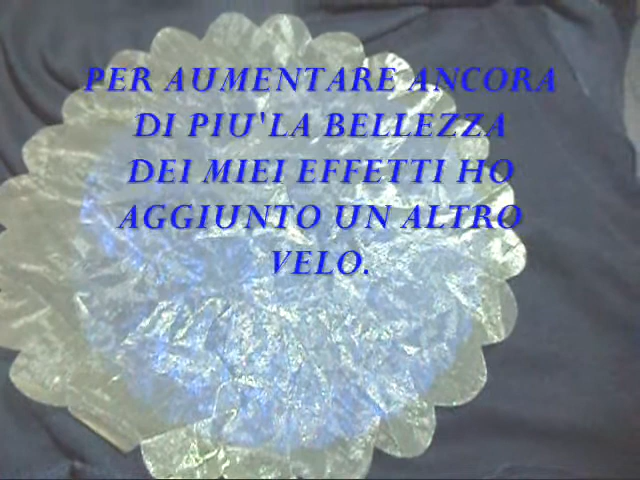 PER AUMENTARE ANCORA
DI PIU'LA BELLEZZA
DEI MIEI EFFETTI HO
AGGIUNTO UN ALTRO
VELO.